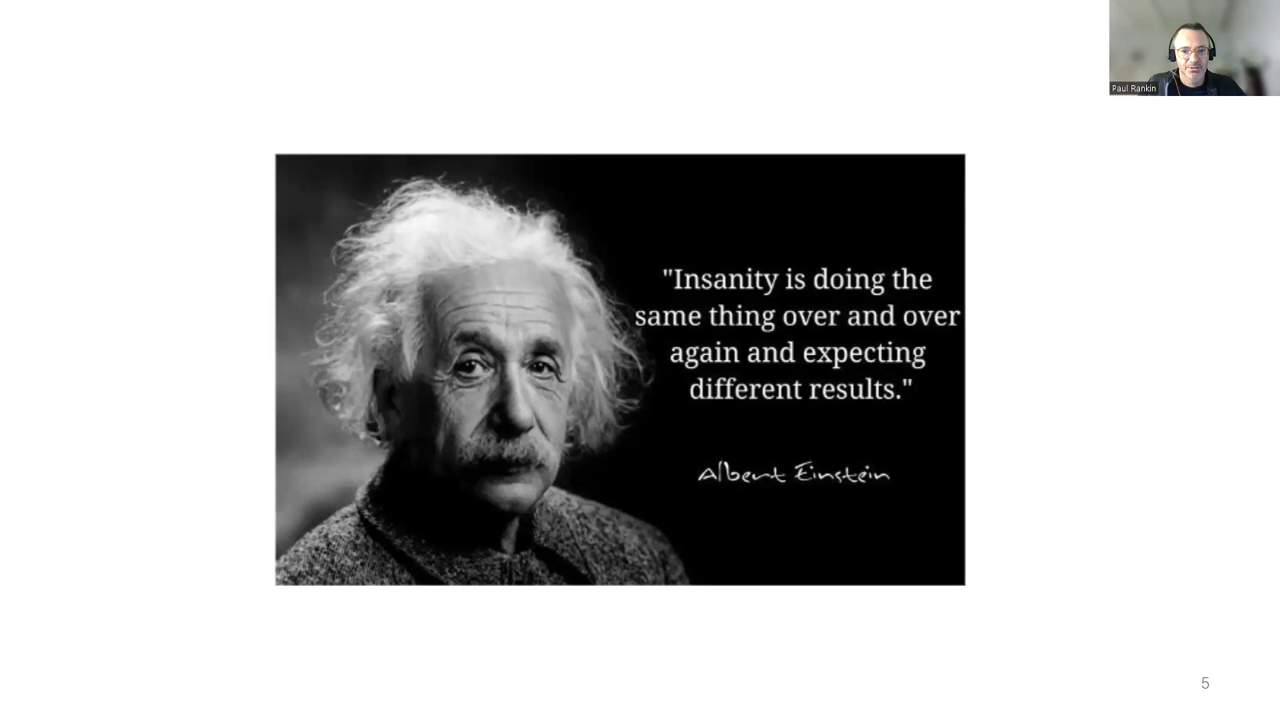 Paul Rankin
"Insanity is doing the
same thing over and over
again and expecting
different results."
Albert Einstein
5